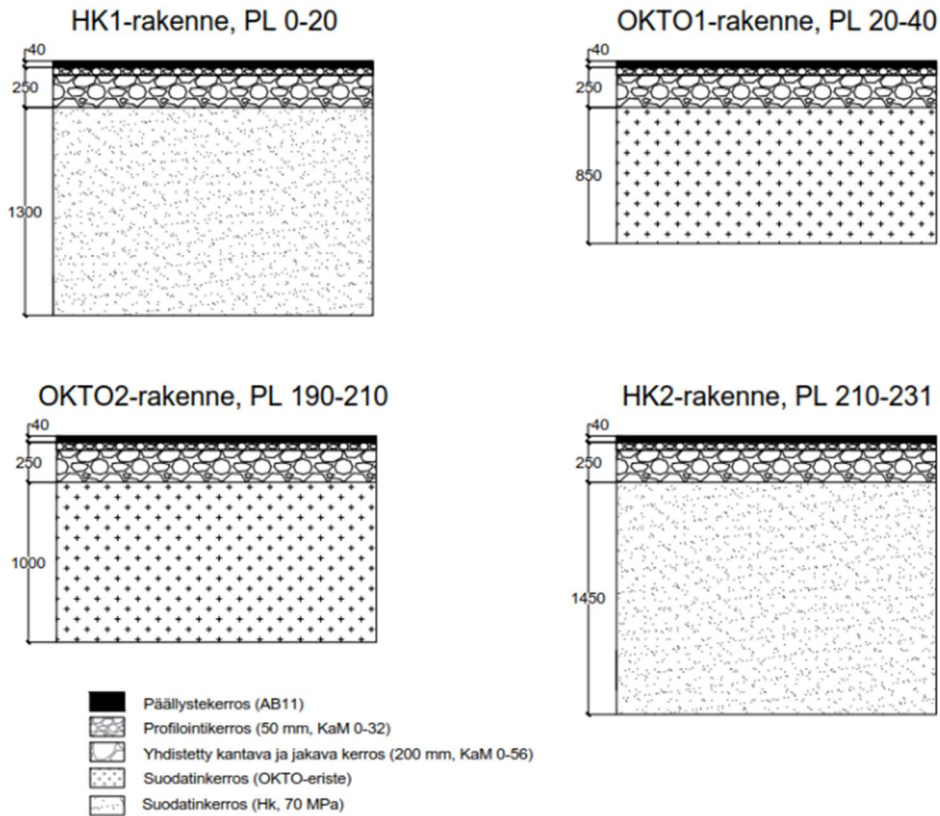 HK1-rakenne, PL 0-20
40
250
1300
OKTO1-rakenne, PL 20-40
40
250
850
OKTO2-rakenne, PL 190-210
40
250
1000
HK2-rakenne, PL 210-231
40
250
1450
Päällystekerros (AB11)
Profilointikerros (50 mm, KaM 0-32)
Yhdistetty kantava ja jakava kerros (200 mm, KaM 0-56)
Suodatinkerros (OKTO-eriste)
Suodatinkerros (Hk, 70 MPa)